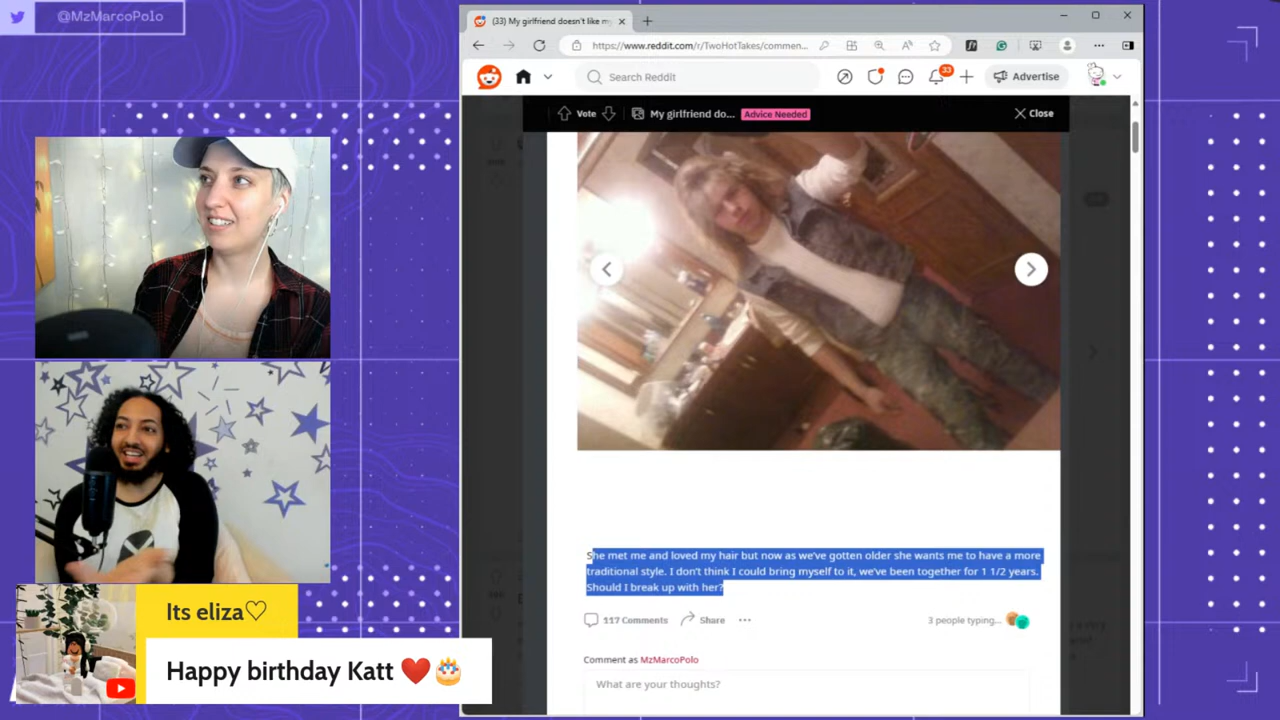 @MzMarcoPolo
(33) My girlfriend doesn't like my
https://www.reddit.com/r/TwoHotTakes/commen...
33
Search Reddit
Advertise
Vote
My girlfriend do...
Advice Needed
Close
She met me and loved my hair but now as we've gotten older she wants me to have a more
traditional style. I don't think I could bring myself to it, we've been together for 1 1/2 years.
Should I break up with her?
117 Comments
Share
3 people typing...
Comment as MzMarcoPolo
What are your thoughts?
Its eliza♡
Happy birthday Katt ❤️🎂